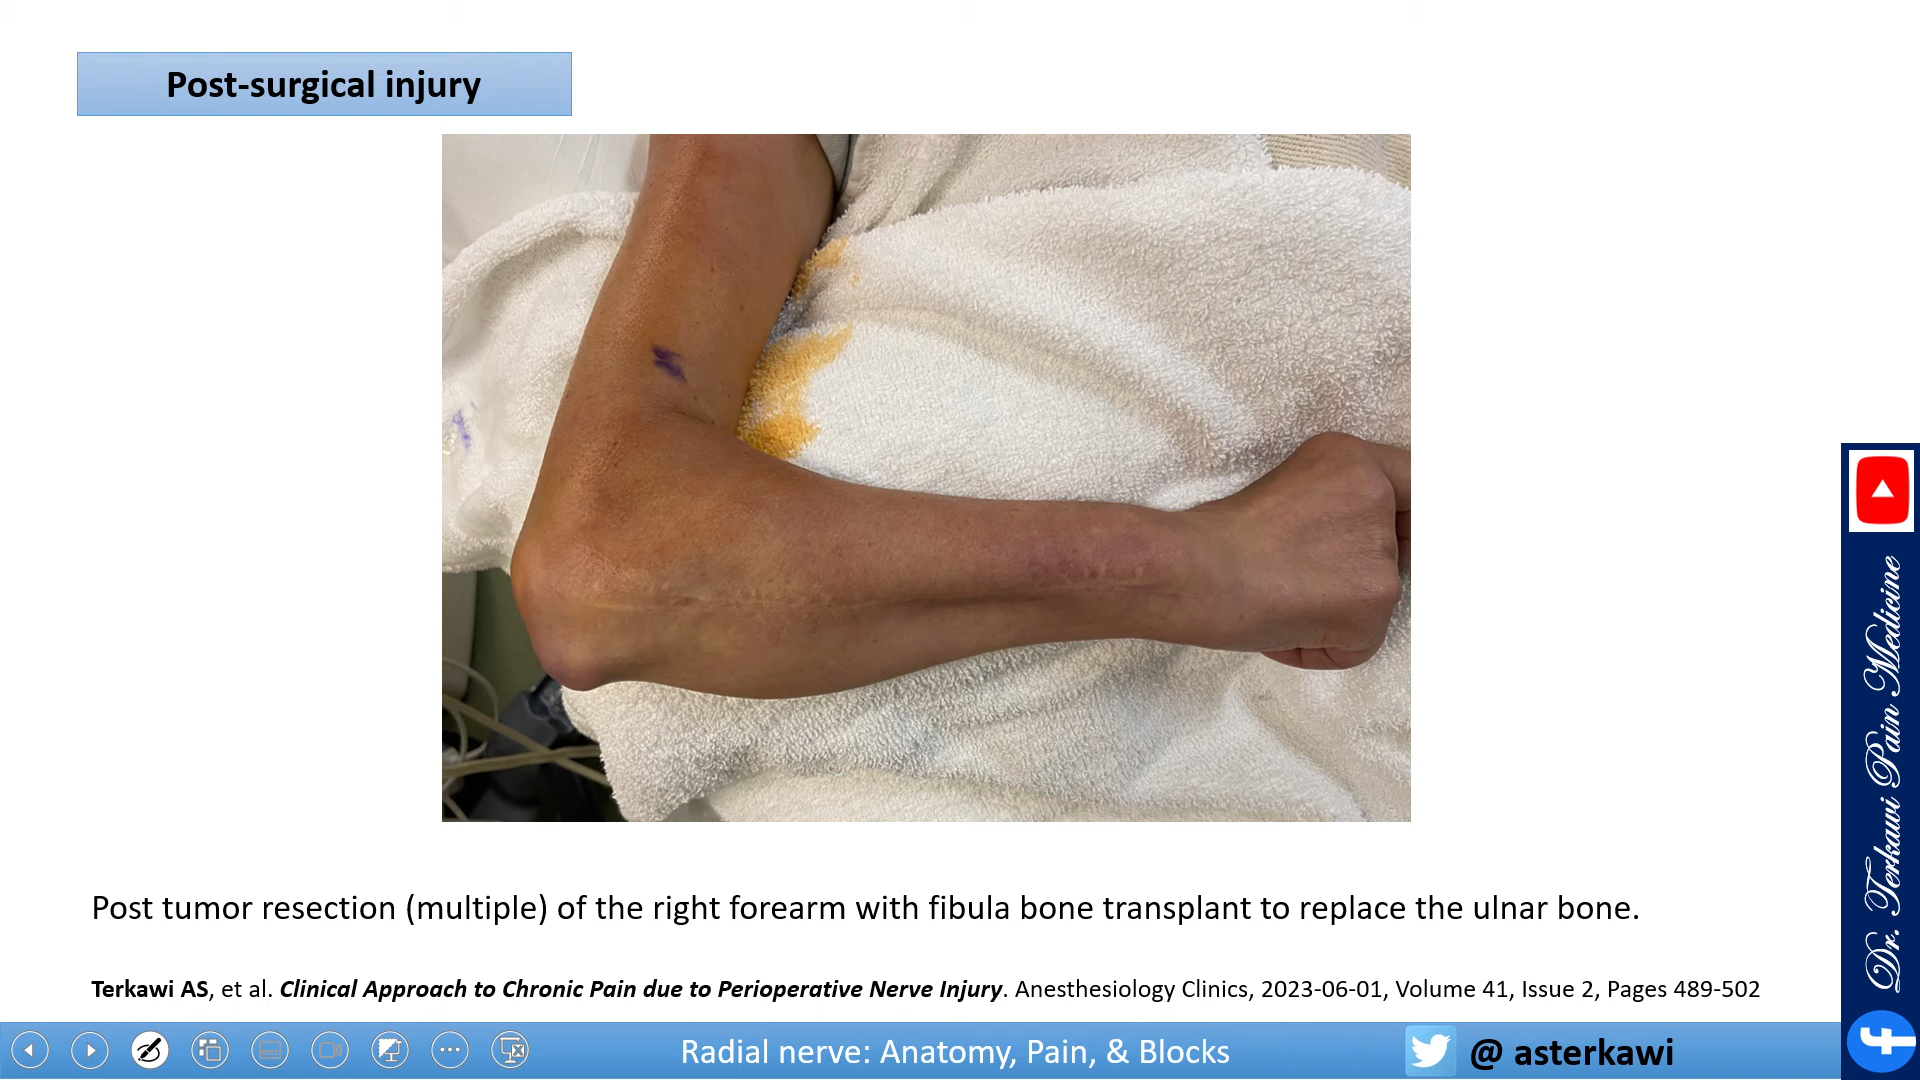 Post-surgical injury
Post tumor resection (multiple) of the right forearm with fibula bone transplant to replace the ulnar bone.
Terkawi AS, et al. Clinical Approach to Chronic Pain due to Perioperative Nerve Injury. Anesthesiology Clinics, 2023-06-01, Volume 41, Issue 2, Pages 489-502
Radial nerve: Anatomy, Pain, & Blocks
@ asterkawi
Dr. Terkawi Pain Medicine